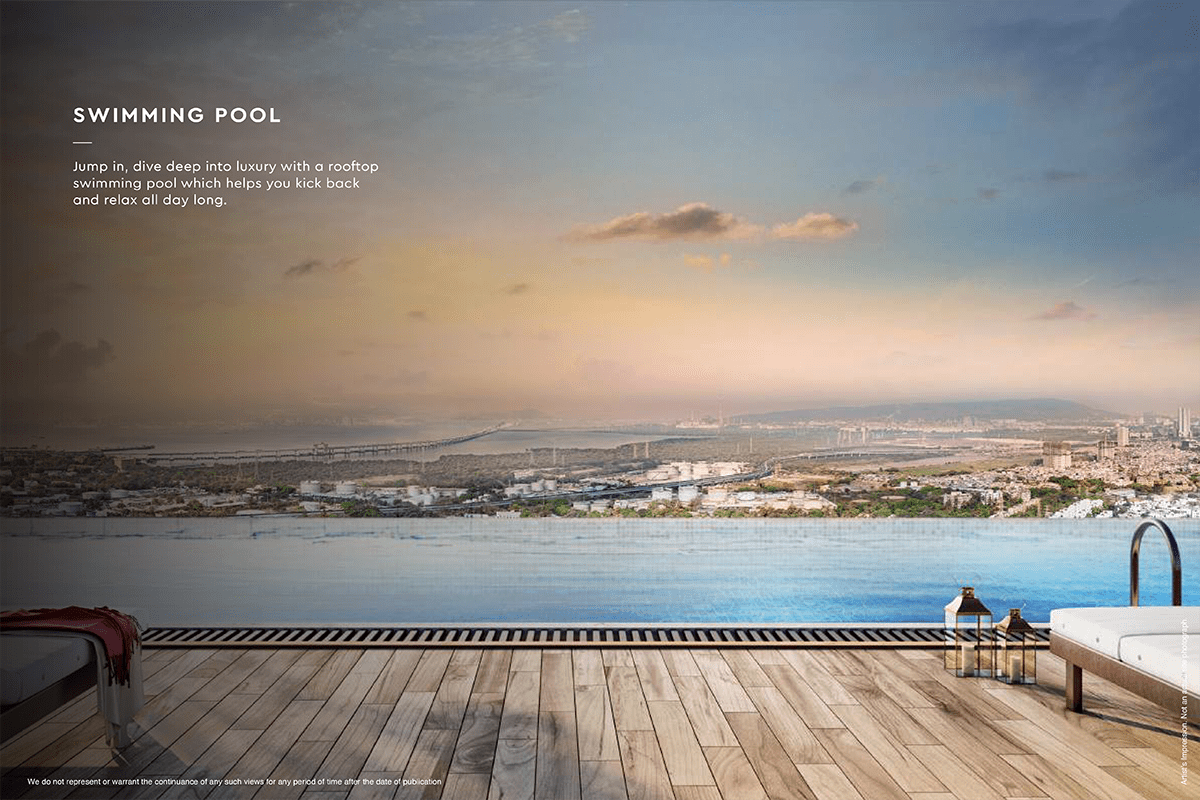 SWIMMING POOL
Jump in, dive deep into luxury with a rooftop
swimming pool which helps you kick back
and relax all day long.
We do not represent or warrant the continuance of any such views for any period of time after the date of publication
Artist's Impression. Not an photograph